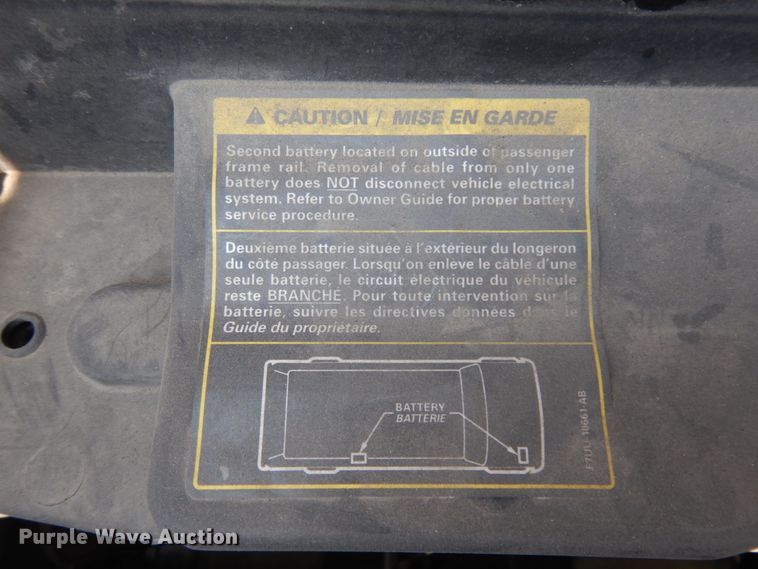 CAUTION / MISE EN GARDE
Second battery located on outside of passenger
frame rail. Removal of cable from only one
battery does NOT disconnect vehicle electrical
system. Refer to Owner Guide for proper battery
service procedure.
Deuxième batterie située à l'extérieur du longeron
du côté passager. Lorsqu'on enlève le câble d'une
seule batterie, le circuit électrique du véhicule
reste BRANCHÉ. Pour toute intervention sur la
batterie, suivre les directives données dans le
Guide du propriétaire.
BATTERY
BATTERIE
Purple Wave Auction